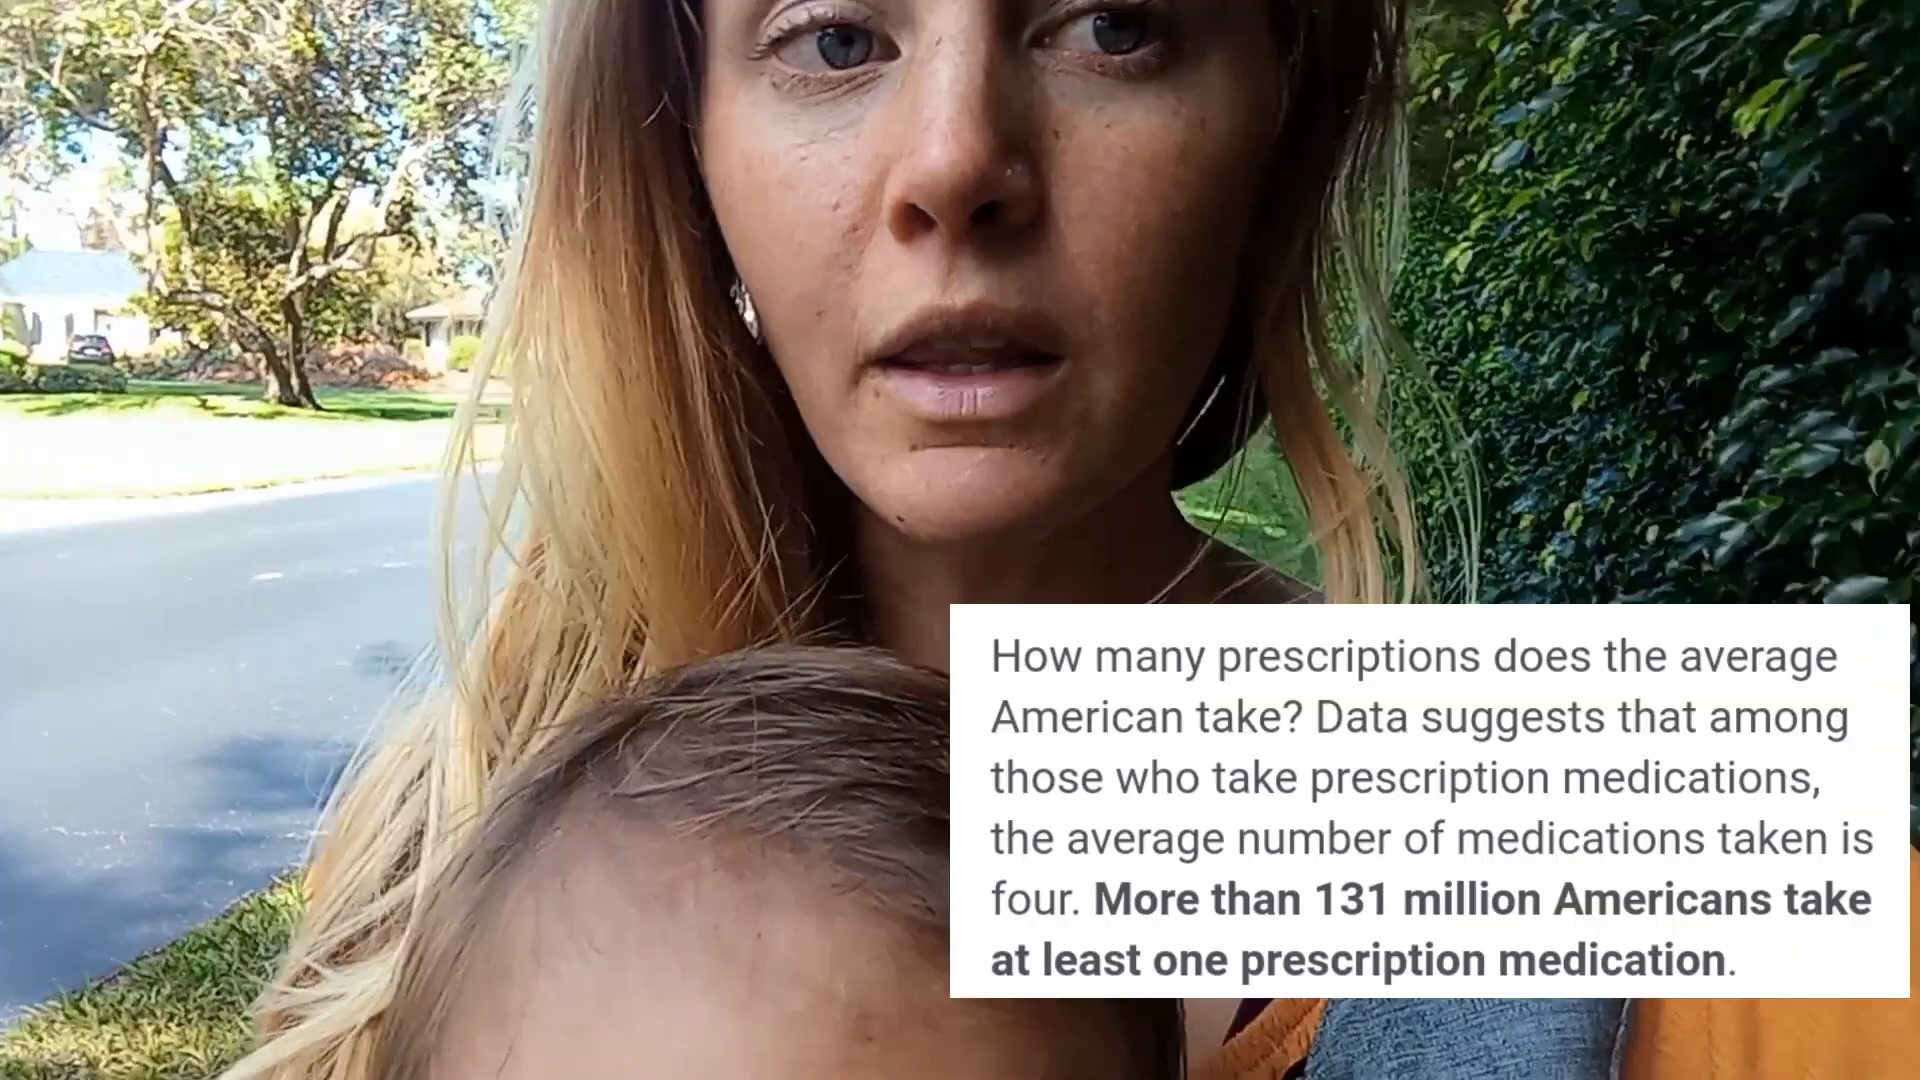 How many prescriptions does the average
American take? Data suggests that among
those who take prescription medications,
the average number of medications taken is
four. More than 131 million Americans take
at least one prescription medication.